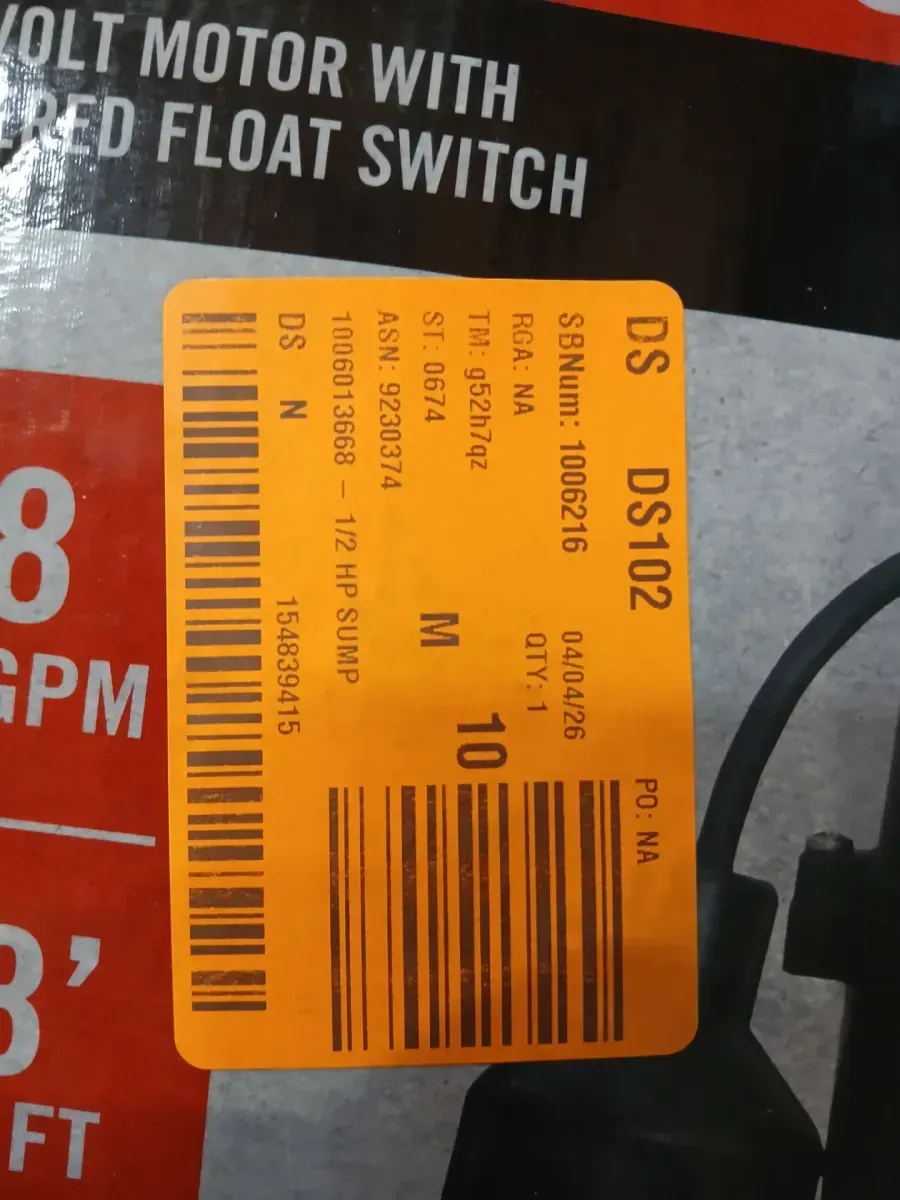 VOLT MOTOR WITH
FLOAT SWITCH
8
GPM
3'
FT
DS DS102 PO: NA
SBNum: 1006216 04/04/26
RGA: NA QTY: 1
TM: g52h7qz 10
ST: 0674 M
ASN: 9230374
1006013668 - 1/2 HP SUMP
DS N 154839415